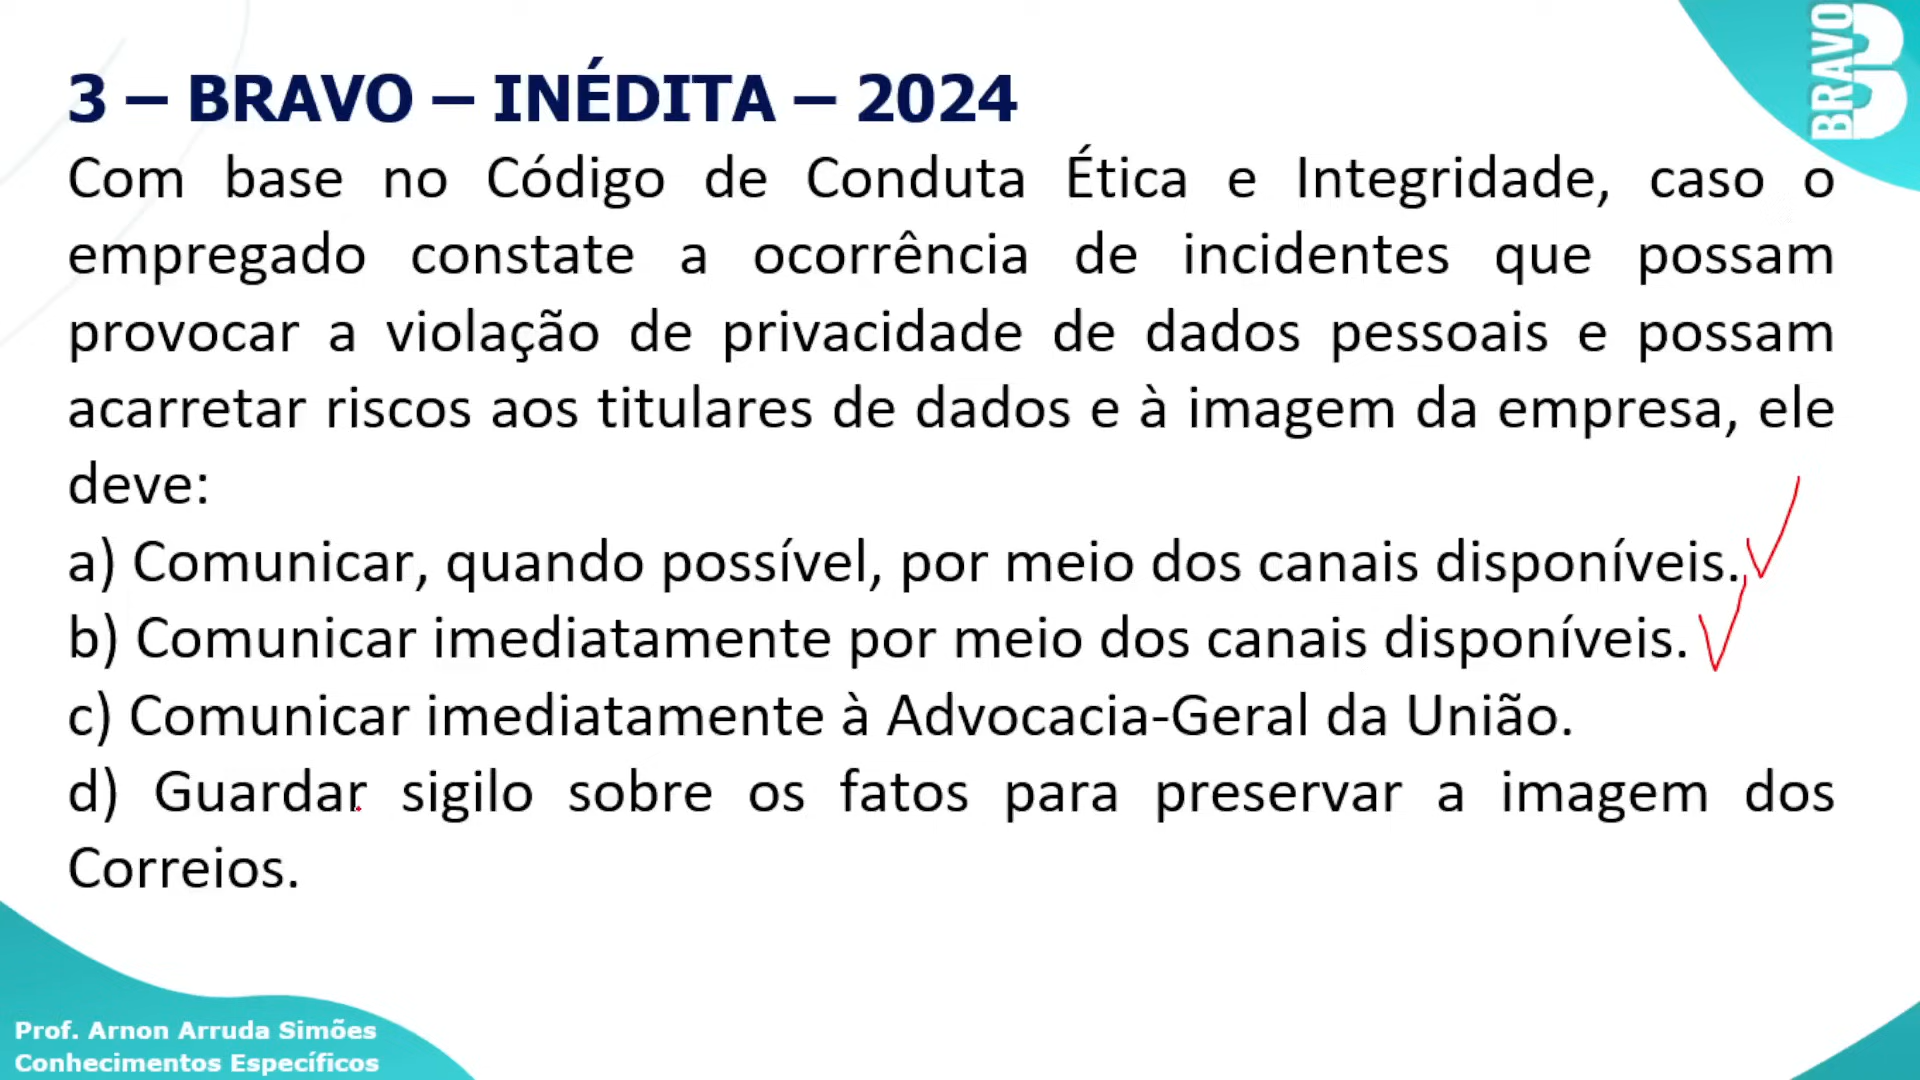 BRAVO
3 – BRAVO – INÉDITA – 2024
Com base no Código de Conduta Ética e Integridade, caso o
empregado constate a ocorrência de incidentes que possam
provocar a violação de privacidade de dados pessoais e possam
acarretar riscos aos titulares de dados e à imagem da empresa, ele
deve:
a) Comunicar, quando possível, por meio dos canais disponíveis.
b) Comunicar imediatamente por meio dos canais disponíveis.
c) Comunicar imediatamente à Advocacia-Geral da União.
d) Guardar sigilo sobre os fatos para preservar a imagem dos
Correios.
Prof. Arnon Arruda Simões
Conhecimentos Específicos